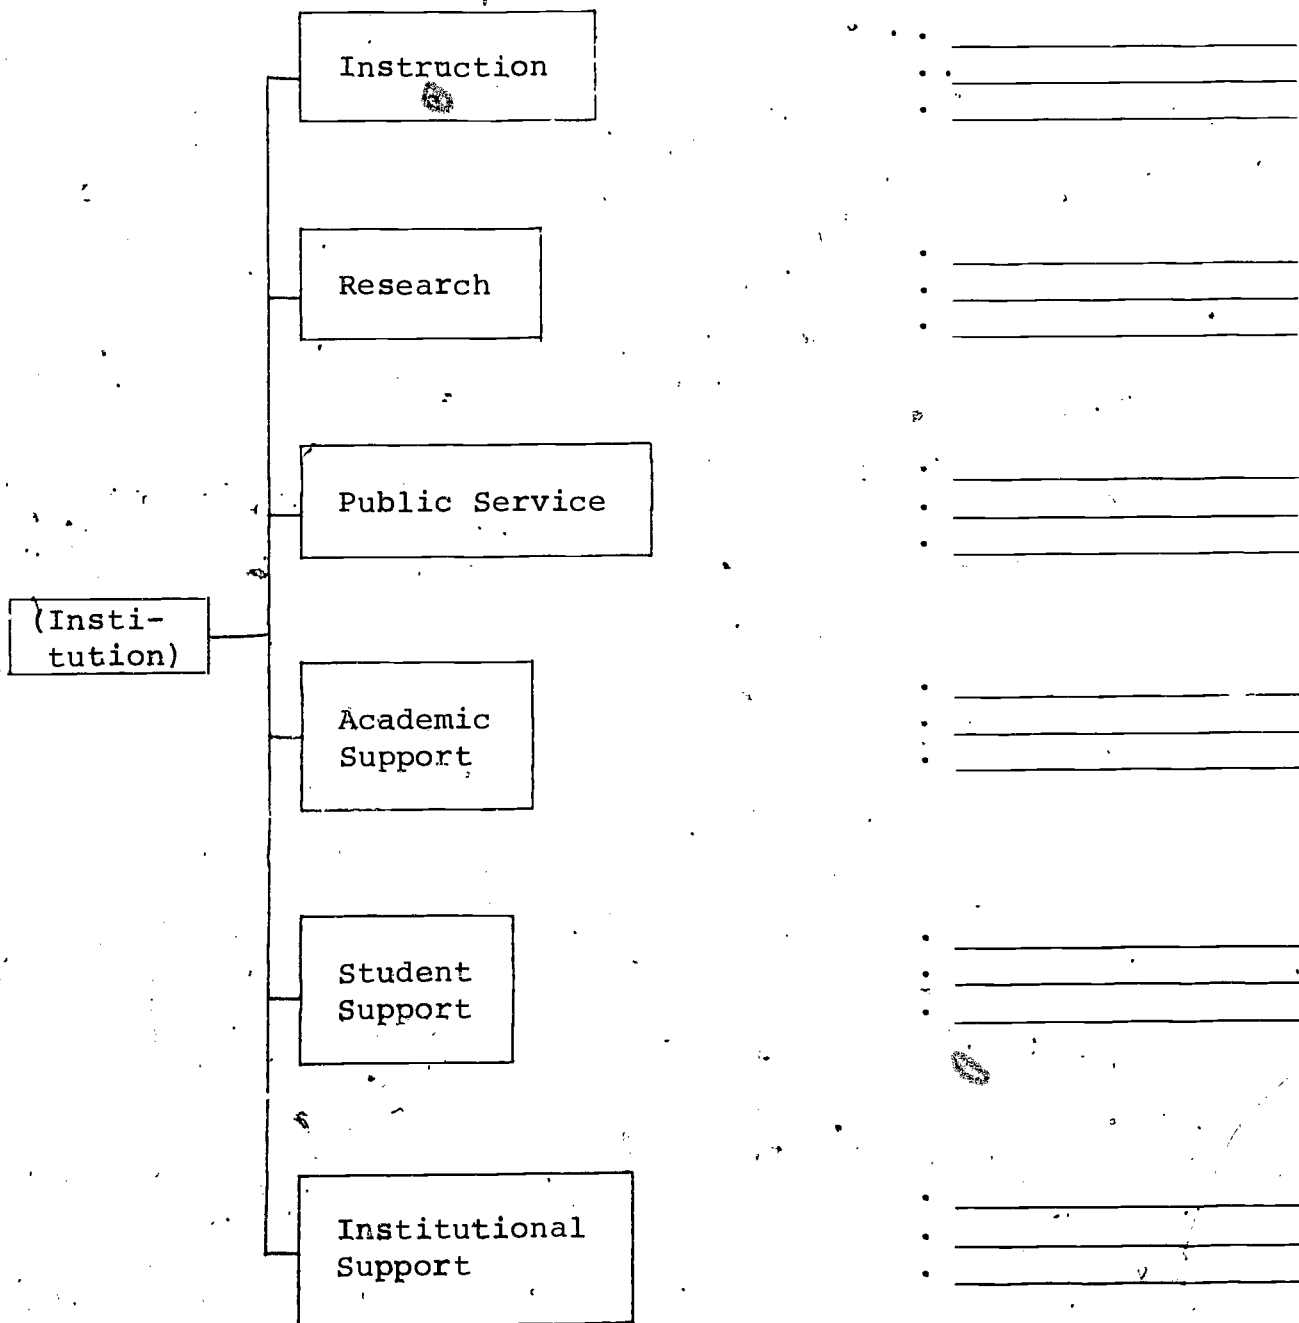 Instruction
Research
Public Service
(Insti-
tution)
Academic
Support
Student
Support
Institutional
Support